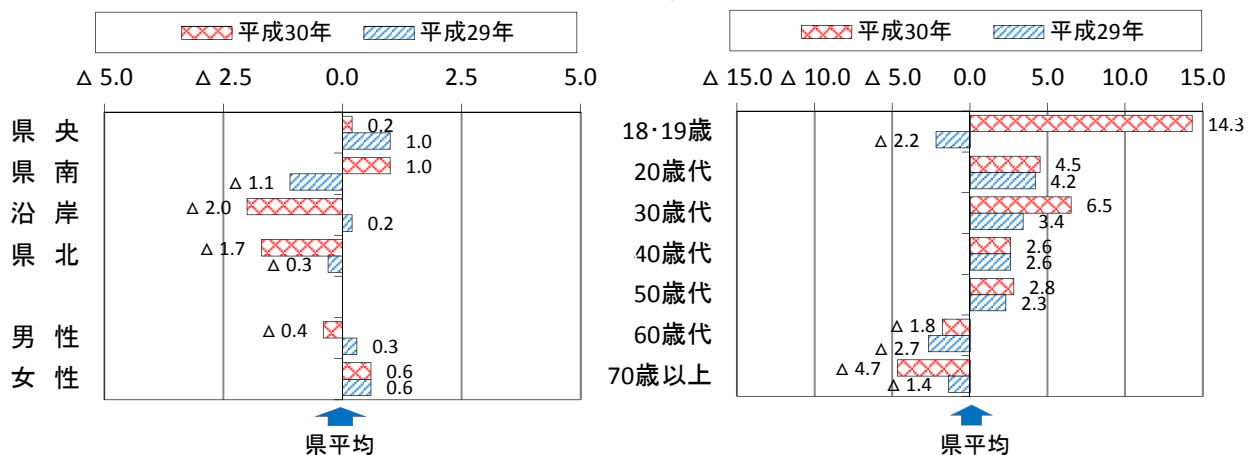 平成30年 平成29年
△ 5.0 △ 2.5 0.0 2.5 5.0
県 央 0.2
1.0
県 南 1.0
△ 1.1
沿 岸 △ 2.0
0.2
県 北 △ 1.7
△ 0.3
男 性 △ 0.4
0.3
女 性 0.6
0.6
県平均
平成30年 平成29年
△ 15.0 △ 10.0 △ 5.0 0.0 5.0 10.0 15.0
18・19歳 14.3
△ 2.2
20歳代 4.5
4.2
30歳代 6.5
3.4
40歳代 2.6
2.6
50歳代 2.8
2.3
60歳代 △ 1.8
△ 2.7
70歳以上 △ 4.7
△ 1.4
県平均